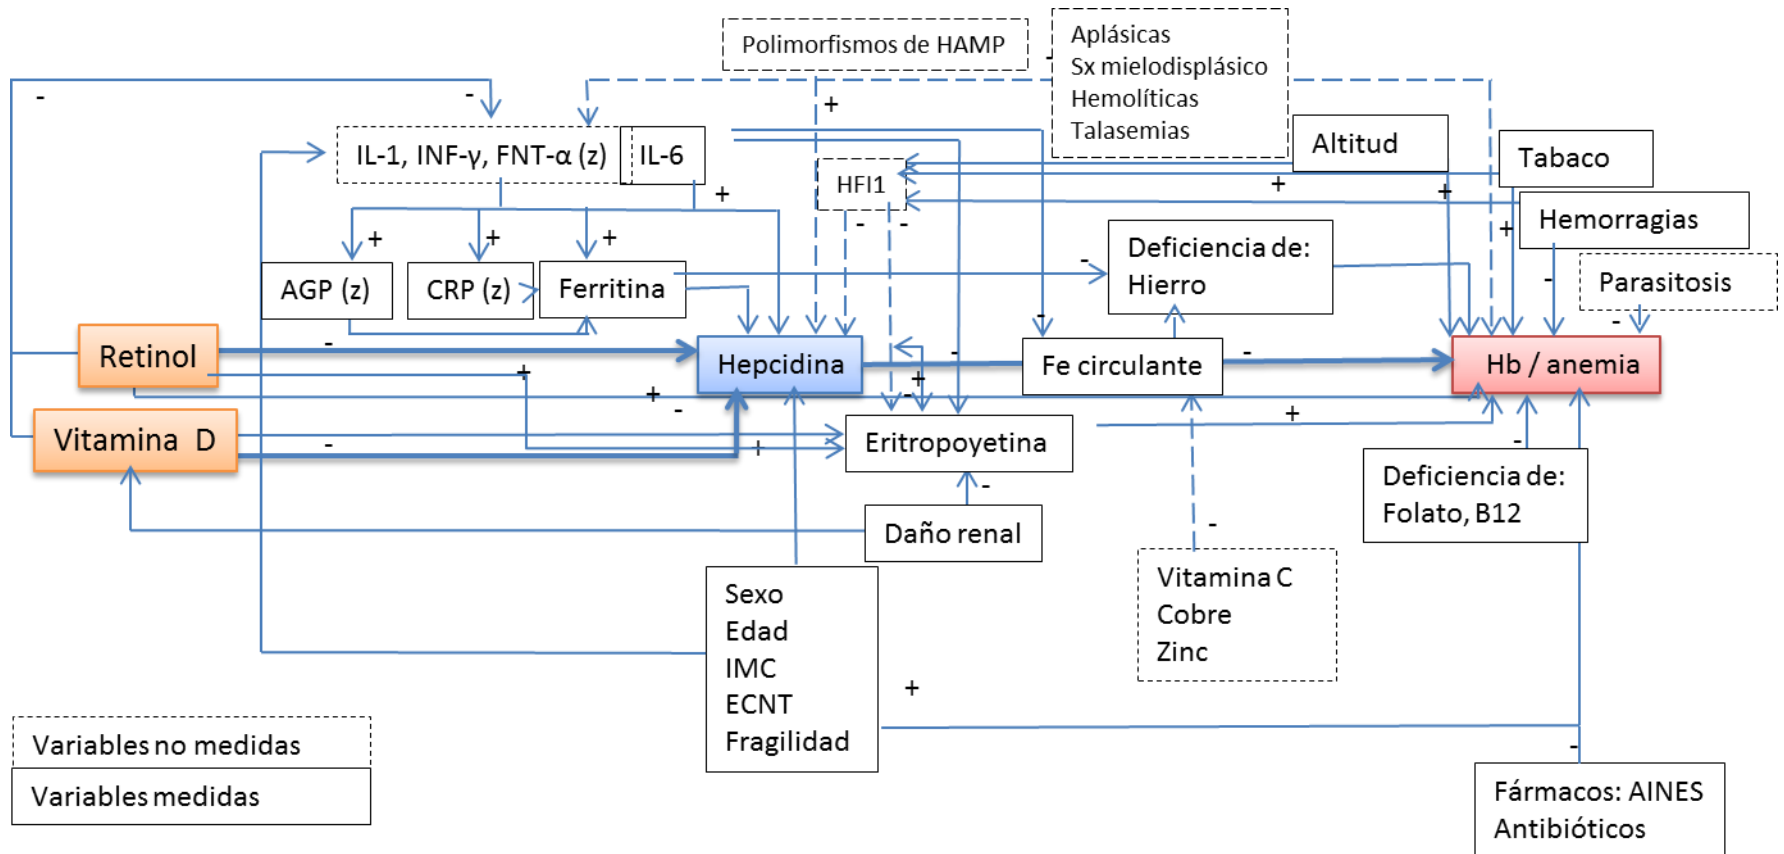 Polimorfismos de HAMP
Aplásicas
Sx mielodisplásico
Hemolíticas
Talasemias
-
-
-
+
IL-1, INF-γ, FNT-α (z)
IL-6
HFI1
Altitud
Tabaco
Hemorragias
Parasitosis
+
+
+
+
-
-
+
+
+
+
-
-
AGP (z)
CRP (z)
Ferritina
-
Deficiencia de:
Hierro
Retinol
-
Hepcidina
-
-
Fe circulante
-
Hb / anemia
+
+
-
+
-
+
Vitamina D
-
+
Eritropoyetina
-
-
Daño renal
Deficiencia de:
Folato, B12
-
Vitamina C
Cobre
Zinc
Sexo
Edad
IMC
ECNT
Fragilidad
+
-
Variables no medidas
Variables medidas
Fármacos: AINES
Antibióticos